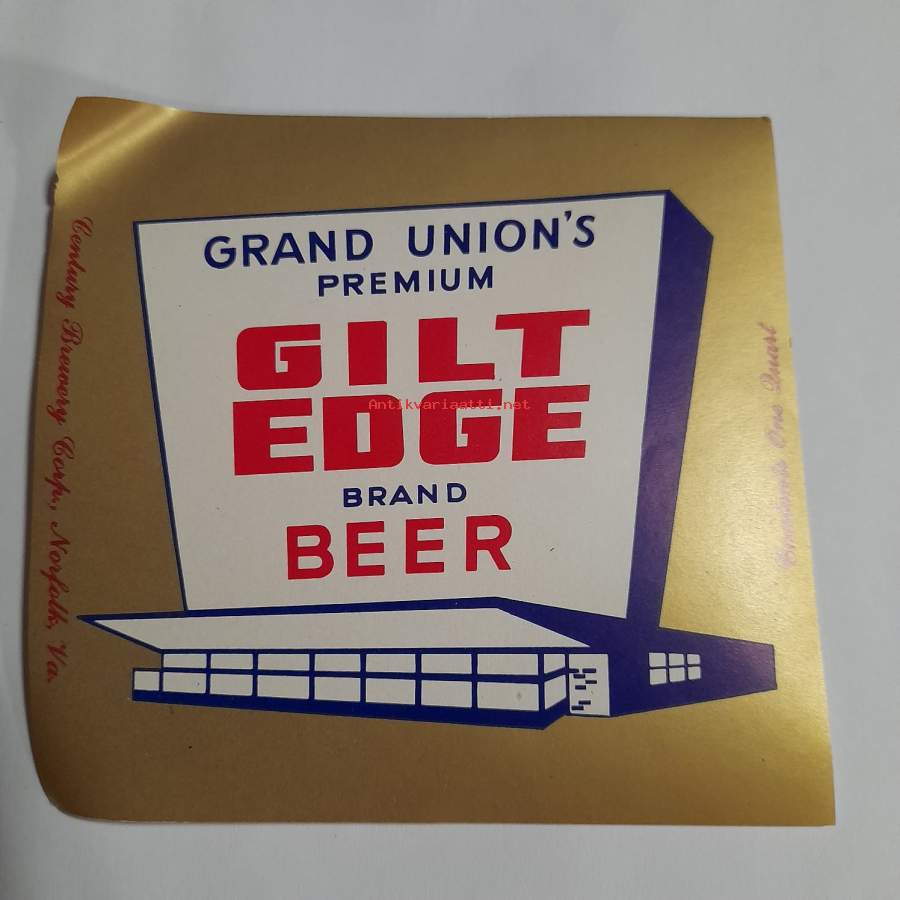 GRAND UNION'S
PREMIUM
GILT
EDGE
BRAND
BEER
Century Brewery Corp., Norfolk, Va.
Contents One Quart
Antikvariaatti.net